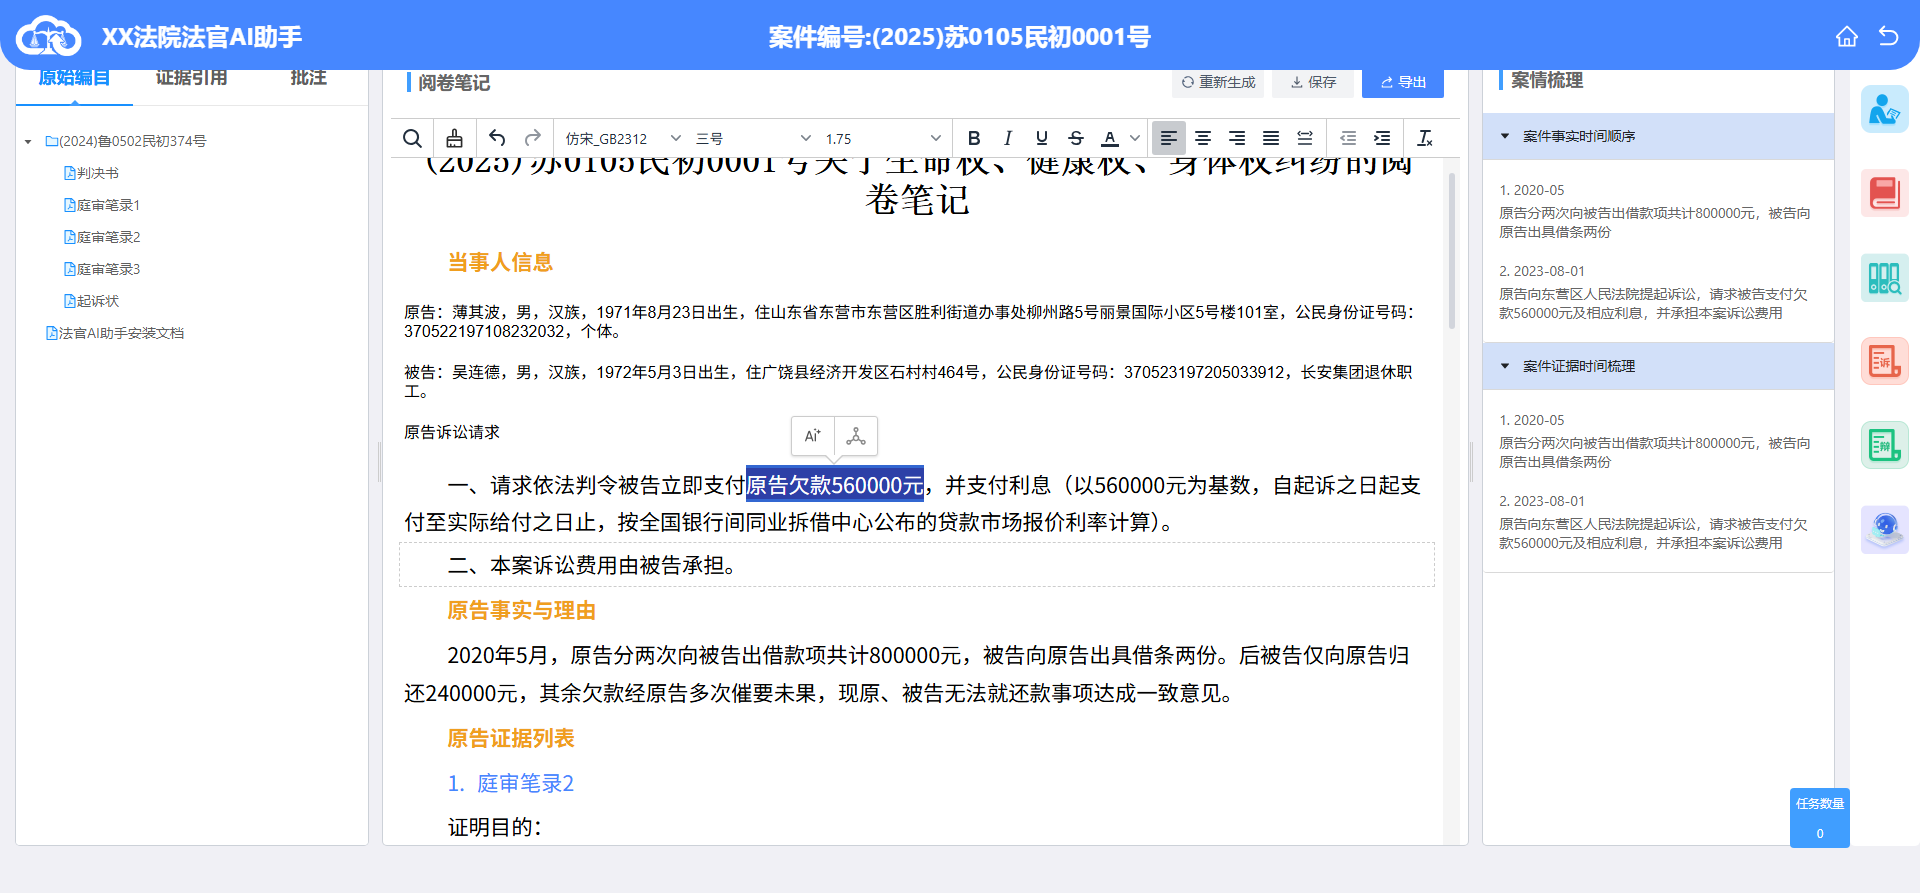 XX法院法官AI助手
案件编号:(2025)苏0105民初0001号
原始编目
证据引用
批注
(2024)鲁0502民初374号
判决书
庭审笔录1
庭审笔录2
庭审笔录3
起诉状
法官AI助手安装文档
阅卷笔记
重新生成
保存
导出
仿宋_GB2312
三号
1.75
B
I
U
S
A
(2025)苏0105民初0001号关于生命权、健康权、身体权纠纷的阅
卷笔记
当事人信息
原告：薄其波，男，汉族，1971年8月23日出生，住山东省东营市东营区胜利街道办事处柳州路5号丽景国际小区5号楼101室，公民身份证号码：
370522197108232032，个体。
被告：吴连德，男，汉族，1972年5月3日出生，住广饶县经济开发区石村村464号，公民身份证号码：370523197205033912，长安集团退休职
工。
原告诉讼请求
Ai
一、请求依法判令被告立即支付原告欠款560000元，并支付利息（以560000元为基数，自起诉之日起支
付至实际给付之日止，按全国银行间同业拆借中心公布的贷款市场报价利率计算）。
二、本案诉讼费用由被告承担。
原告事实与理由
2020年5月，原告分两次向被告出借款项共计800000元，被告向原告出具借条两份。后被告仅向原告归
还240000元，其余欠款经原告多次催要未果，现原、被告无法就还款事项达成一致意见。
原告证据列表
1. 庭审笔录2
证明目的：
案情梳理
案件事实时间顺序
1. 2020-05
原告分两次向被告出借款项共计800000元，被告向
原告出具借条两份
2. 2023-08-01
原告向东营区人民法院提起诉讼，请求被告支付欠
款560000元及相应利息，并承担本案诉讼费用
案件证据时间梳理
1. 2020-05
原告分两次向被告出借款项共计800000元，被告向
原告出具借条两份
2. 2023-08-01
原告向东营区人民法院提起诉讼，请求被告支付欠
款560000元及相应利息，并承担本案诉讼费用
诉
辩
任务数量
0